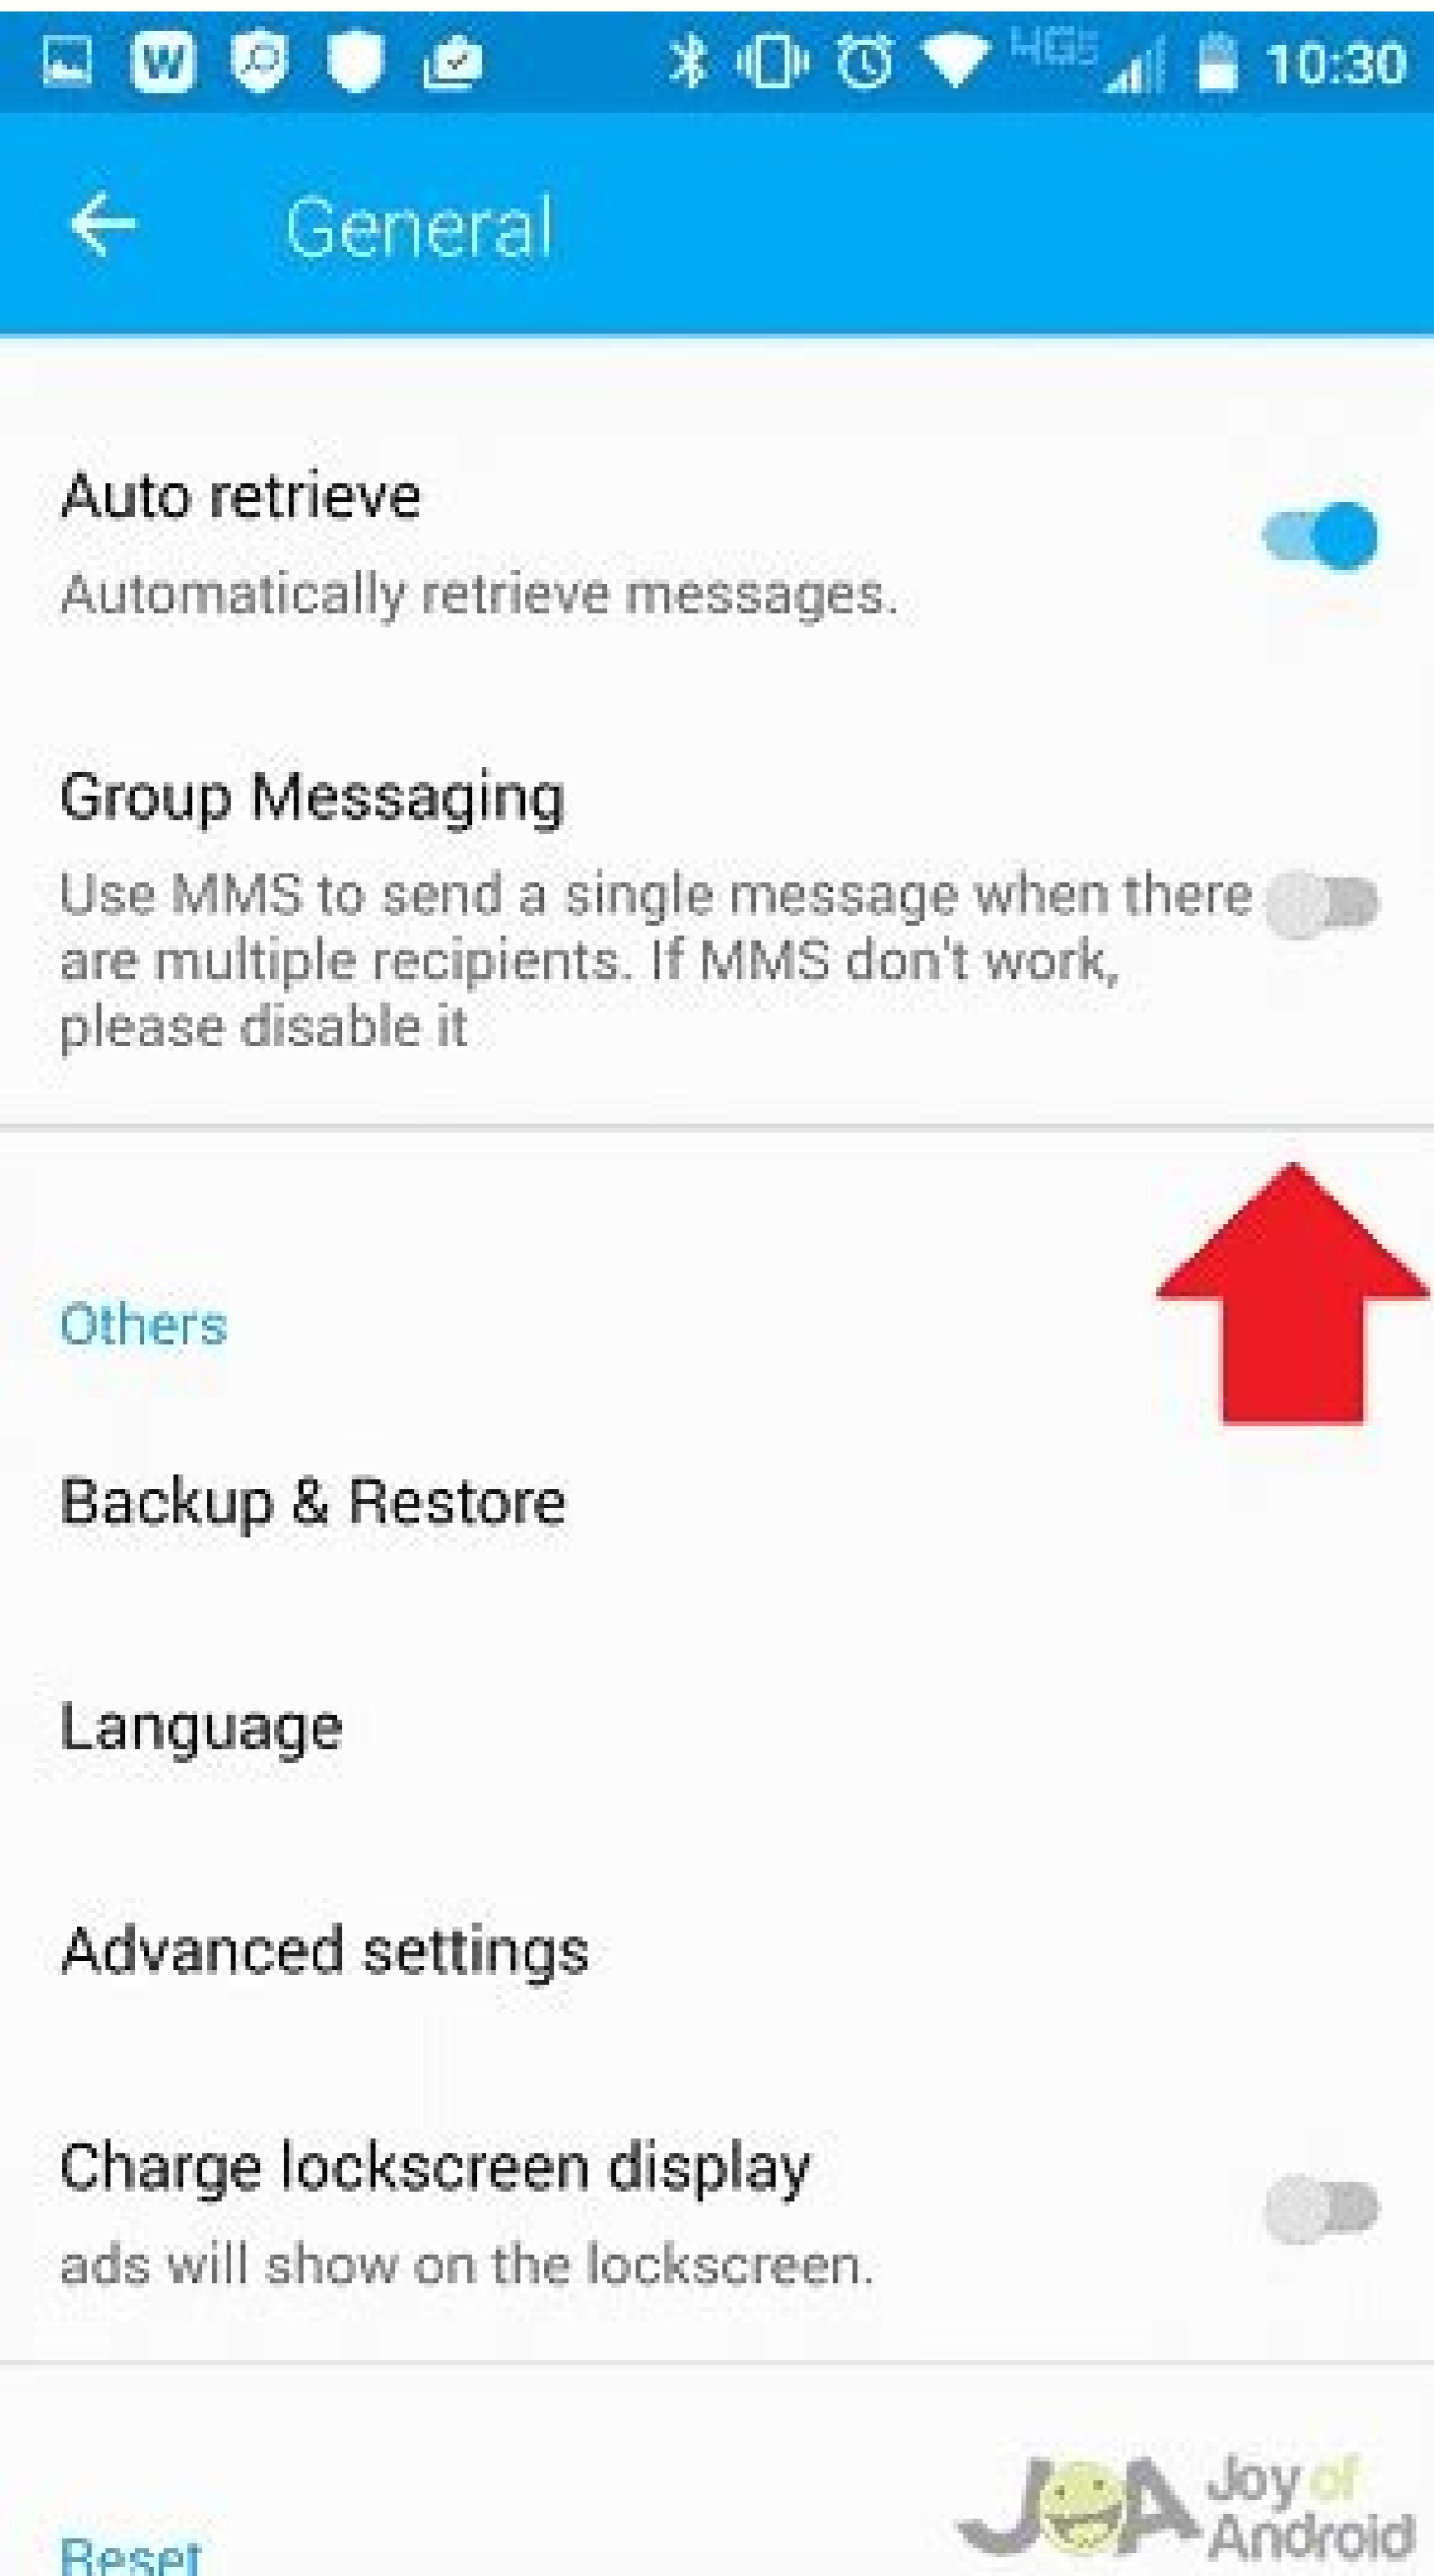 W
4G
10:30
General
Auto retrieve
Automatically retrieve messages.
Group Messaging
Use MMS to send a single message when there
are multiple recipients. If MMS don't work,
please disable it
Others
Backup & Restore
Language
Advanced settings
Charge lockscreen display
ads will show on the lockscreen.
Reset
JOA Joy of
Android